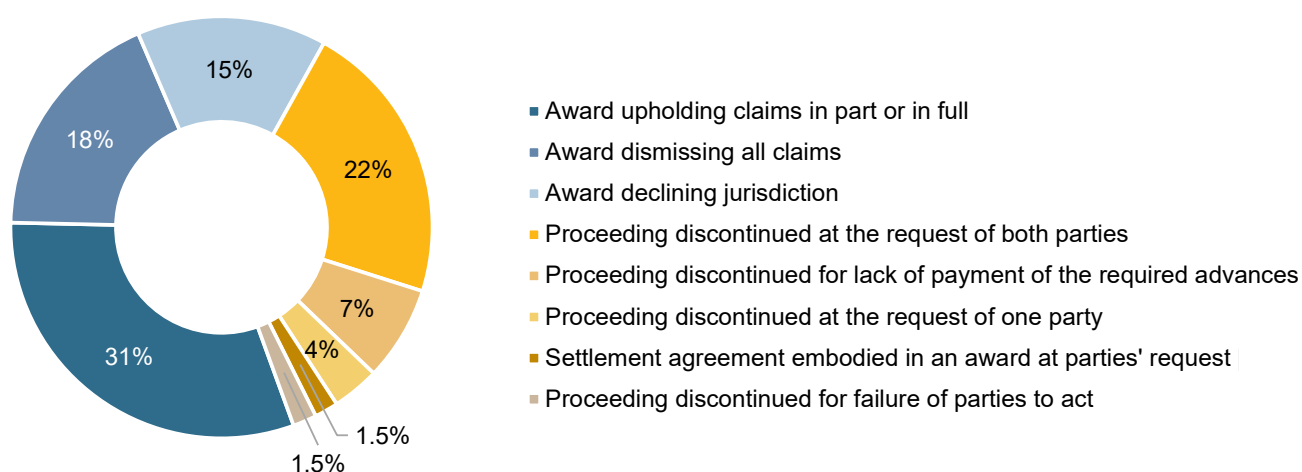 15%
18%
22%
7%
4%
31%
1.5%
1.5%
Award upholding claims in part or in full
Award dismissing all claims
Award declining jurisdiction
Proceeding discontinued at the request of both parties
Proceeding discontinued for lack of payment of the required advances
Proceeding discontinued at the request of one party
Settlement agreement embodied in an award at parties' request
Proceeding discontinued for failure of parties to act